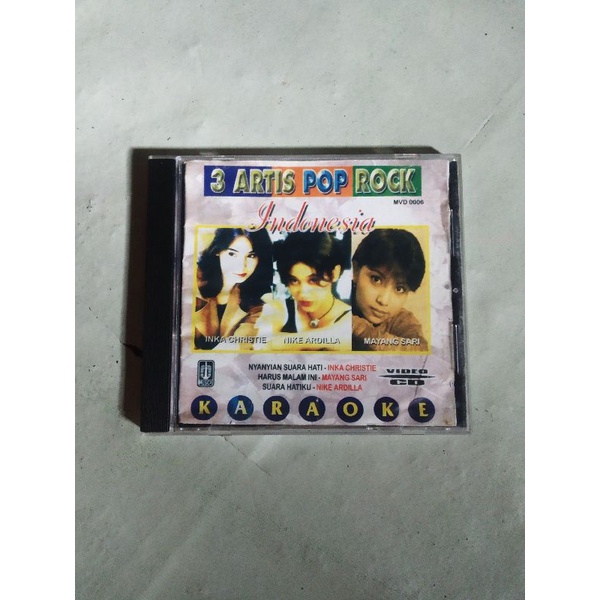 3 ARTIS POP ROCK
MVD 0006
Indonesia
INKA CHRISTIE
NIKE ARDILLA
MAYANG SARI
NYANYIAN SUARA HATI - INKA CHRISTIE
HARUS MALAM INI - MAYANG SARI
SUARA HATIKU - NIKE ARDILLA
VIDEO
CD
KARAOKE